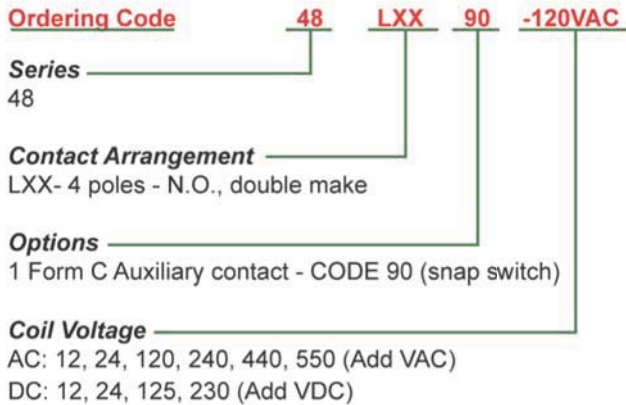 Ordering Code 48 LXX 90 -120VAC
Series
48
Contact Arrangement
LXX- 4 poles - N.O., double make
Options
1 Form C Auxiliary contact - CODE 90 (snap switch)
Coil Voltage
AC: 12, 24, 120, 240, 440, 550 (Add VAC)
DC: 12, 24, 125, 230 (Add VDC)